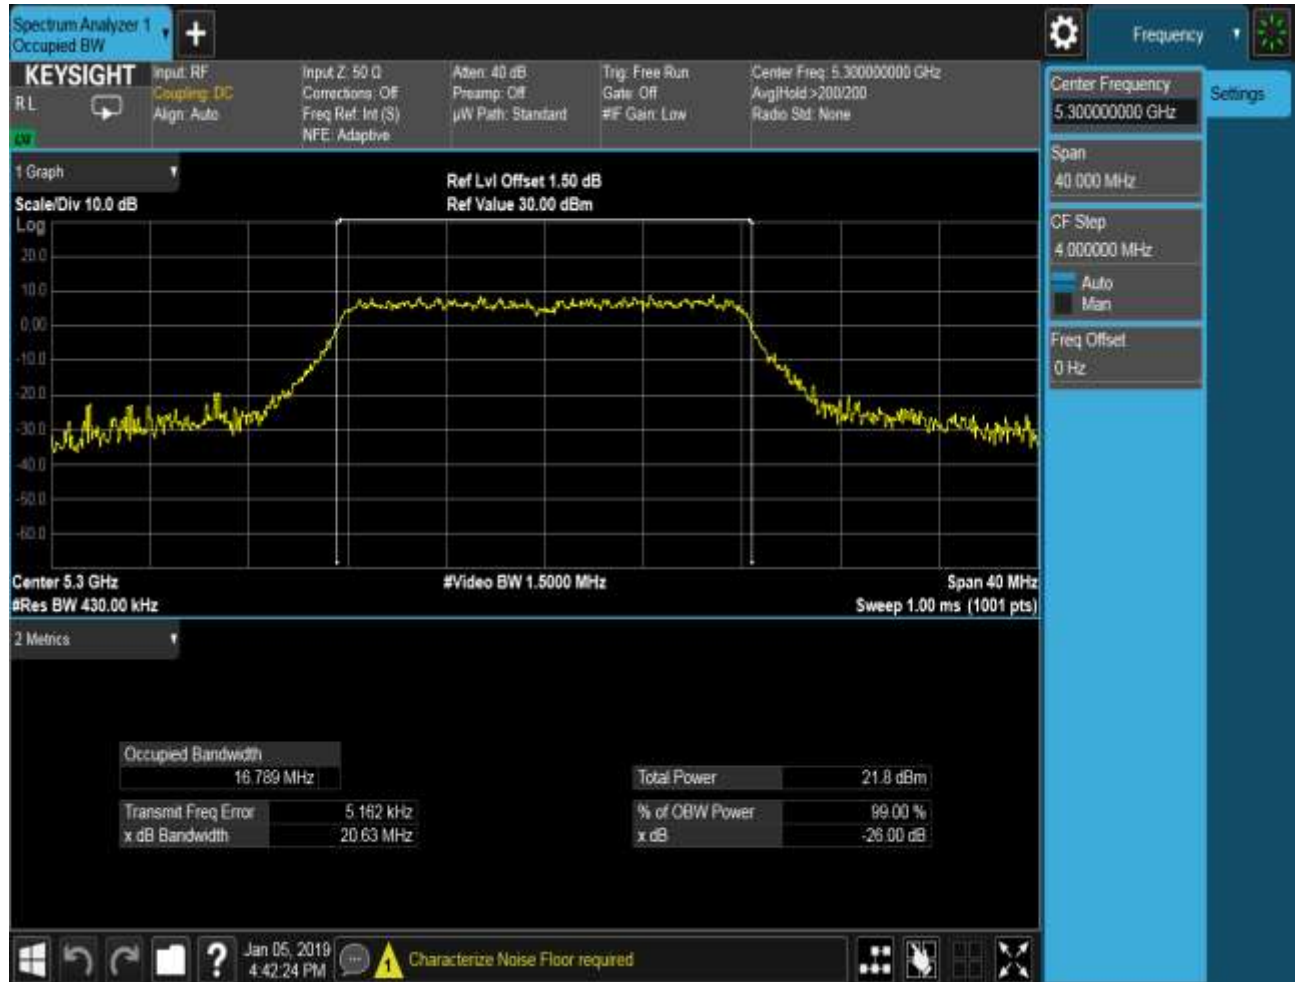 Spectrum Analyzer 1
Occupied BW
Frequency
KEYSIGHT
RL
Input: RF
Coupling: DC
Align: Auto
Input Z: 50 Ω
Corrections: Off
Freq Ref: Int (S)
NFE: Adaptive
Atten: 40 dB
Preamp: Off
µW Path: Standard
Trig: Free Run
Gate: Off
#IF Gain: Low
Center Freq: 5.300000000 GHz
Avg|Hold:>200/200
Radio Std: None
Center Frequency
5.300000000 GHz
Settings
Span
40.000 MHz
CF Step
4.000000 MHz
Auto
Man
Freq Offset
0 Hz
1 Graph
Scale/Div 10.0 dB
Ref Lvl Offset 1.50 dB
Ref Value 30.00 dBm
Log
20.0
10.0
0.00
-10.0
-20.0
-30.0
-40.0
-50.0
-60.0
Center 5.3 GHz
#Video BW 1.5000 MHz
Span 40 MHz
#Res BW 430.00 kHz
Sweep 1.00 ms (1001 pts)
2 Metrics
Occupied Bandwidth
16.789 MHz
Total Power 21.8 dBm
Transmit Freq Error 5.162 kHz
% of OBW Power 99.00 %
x dB Bandwidth 20.63 MHz
x dB -26.00 dB
Jan 05, 2019
4:42:24 PM
1
Characterize Noise Floor required